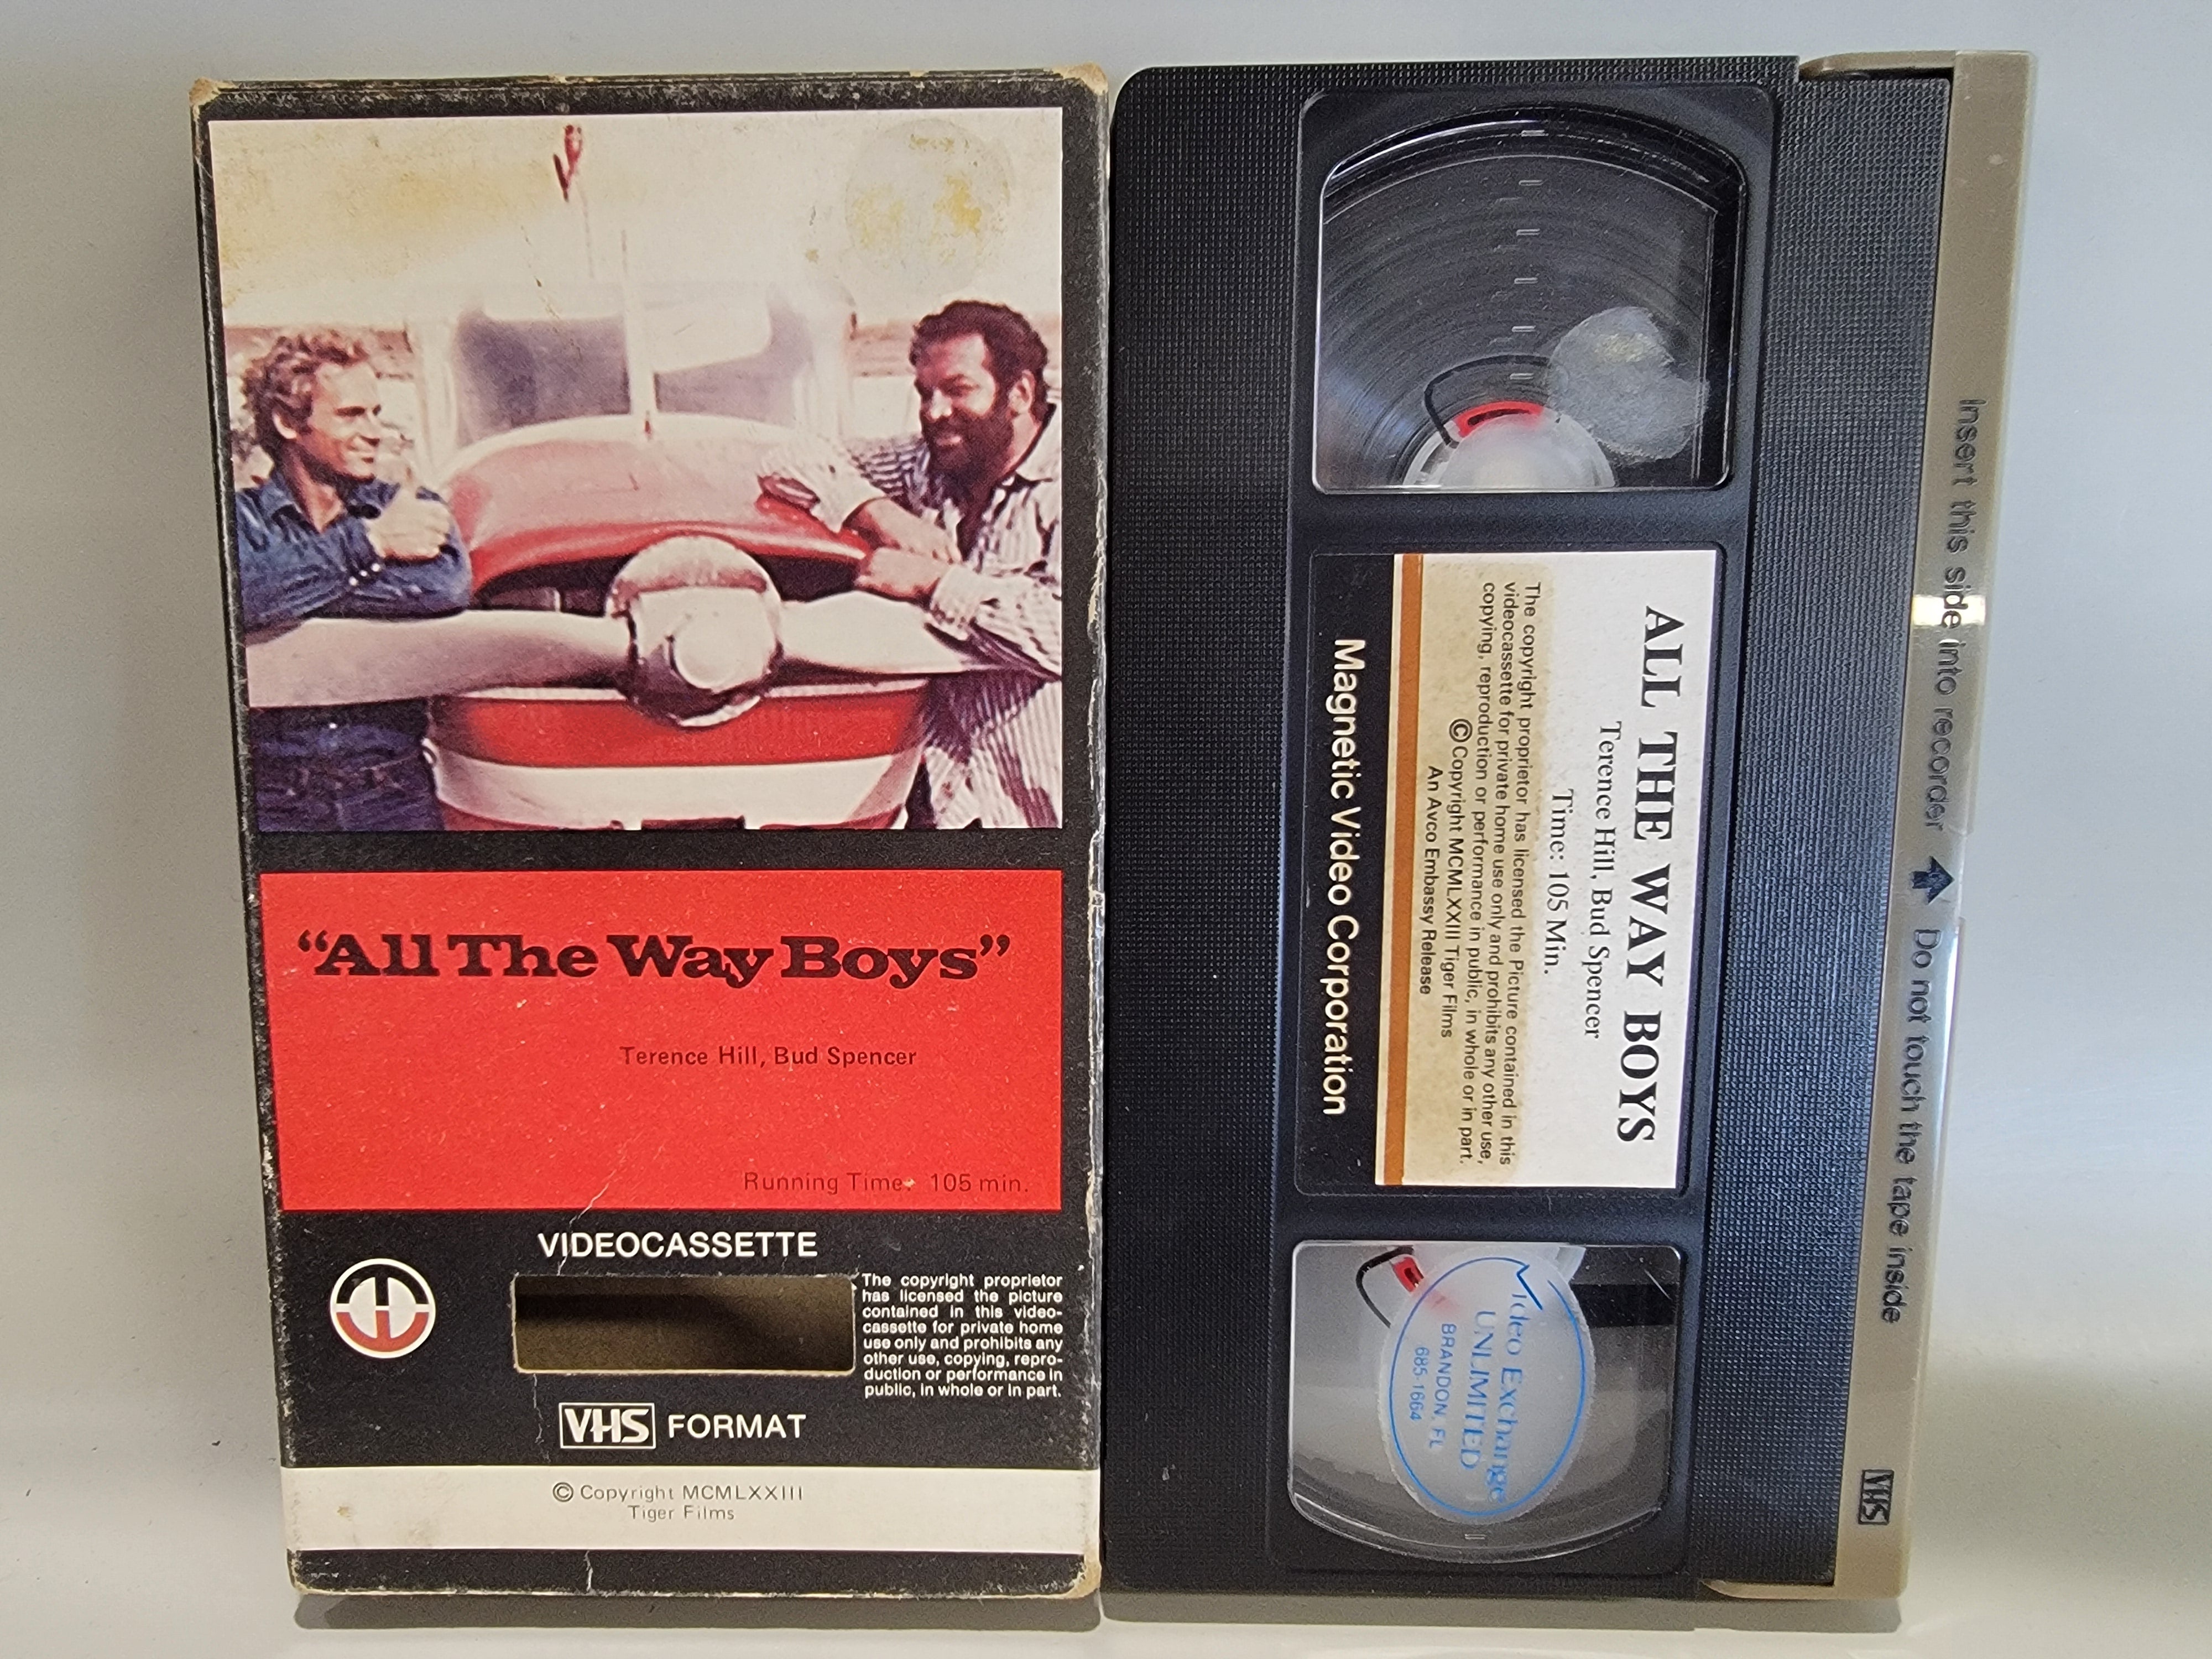 “All The Way Boys”
Terence Hill, Bud Spencer
Running Time: 105 min.
VIDEOCASSETTE
The copyright proprietor
has licensed the picture
contained in this video-
cassette for private home
use only and prohibits any
other use, copying, repro-
duction or performance in
public, in whole or in part.
VHS FORMAT
© Copyright MCMLXXIII
Tiger Films
ALL THE WAY BOYS
Terence Hill, Bud Spencer
Time: 105 Min.
The copyright proprietor has licensed the Picture contained in this
videocassette for private home use only and prohibits any other use,
copying, reproduction or performance in public, in whole or in part.
© Copyright MCMLXXIII Tiger Films
An Avco Embassy Release
Magnetic Video Corporation
Video Exchange
UNLIMITED
BRANDON, FL
685-1664
Insert this side into recorder Do not touch the tape inside
VHS